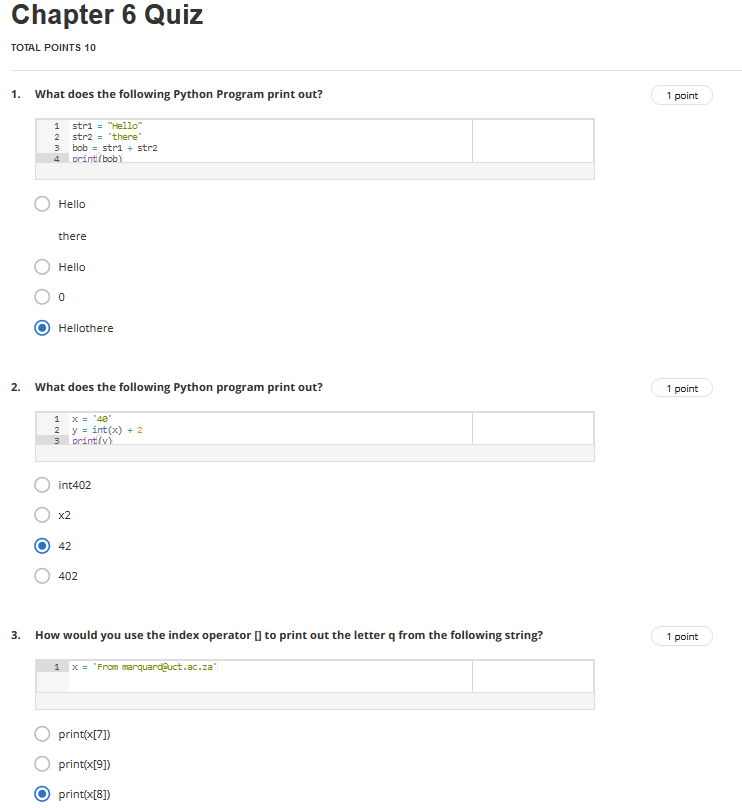 Chapter 6 Quiz
TOTAL POINTS 10
1. What does the following Python Program print out?
1 point
1 str1 = "Hello"
2 str2 = 'there'
3 bob = str1 + str2
4 print(bob)
Hello
there
Hello
0
Hellothere
2. What does the following Python program print out?
1 point
1 x = '40'
2 y = int(x) + 2
3 print(y)
int402
x2
42
402
3. How would you use the index operator [] to print out the letter q from the following string?
1 point
1 x = 'From marquard@uct.ac.za'
print(x[7])
print(x[9])
print(x[8])